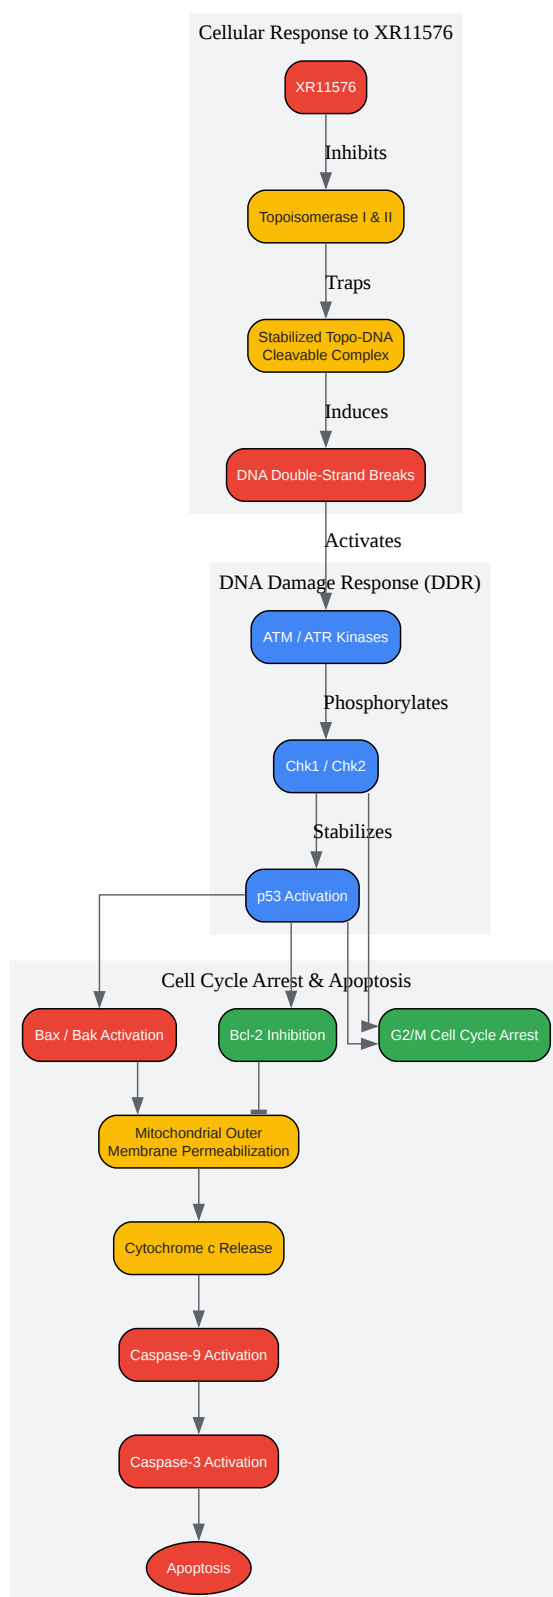 Cellular Response to XR11576
XR11576
Inhibits
Topoisomerase I & II
Traps
Stabilized Topo-DNA
Cleavable Complex
Induces
DNA Double-Strand Breaks
Activates
DNA Damage Response (DDR)
ATM / ATR Kinases
Phosphorylates
Chk1 / Chk2
Stabilizes
p53 Activation
Cell Cycle Arrest & Apoptosis
Bax / Bak Activation
Bcl-2 Inhibition
G2/M Cell Cycle Arrest
Mitochondrial Outer
Membrane Permeabilization
Cytochrome c Release
Caspase-9 Activation
Caspase-3 Activation
Apoptosis